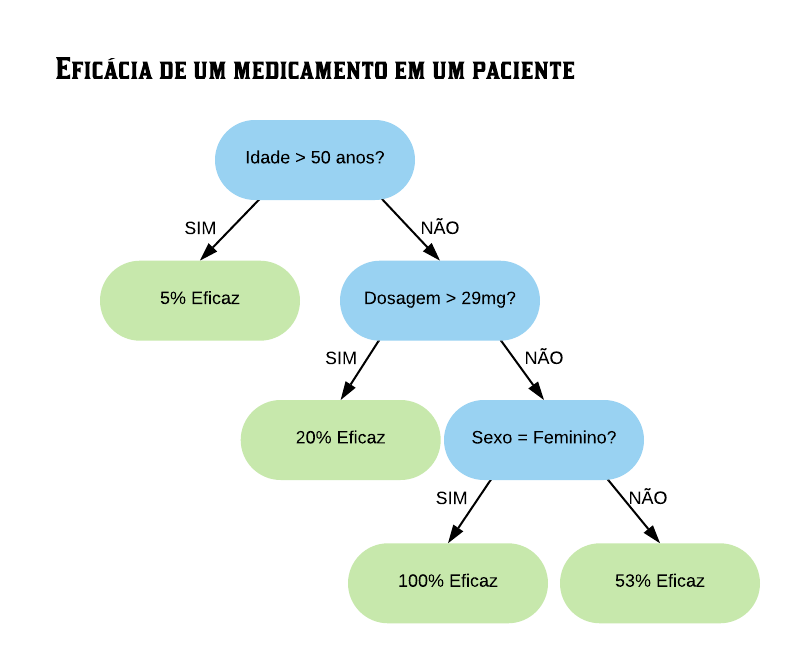 Eficácia de um medicamento em um paciente
Idade > 50 anos?
SIM
NÃO
5% Eficaz
Dosagem > 29mg?
SIM
NÃO
20% Eficaz
Sexo = Feminino?
SIM
NÃO
100% Eficaz
53% Eficaz